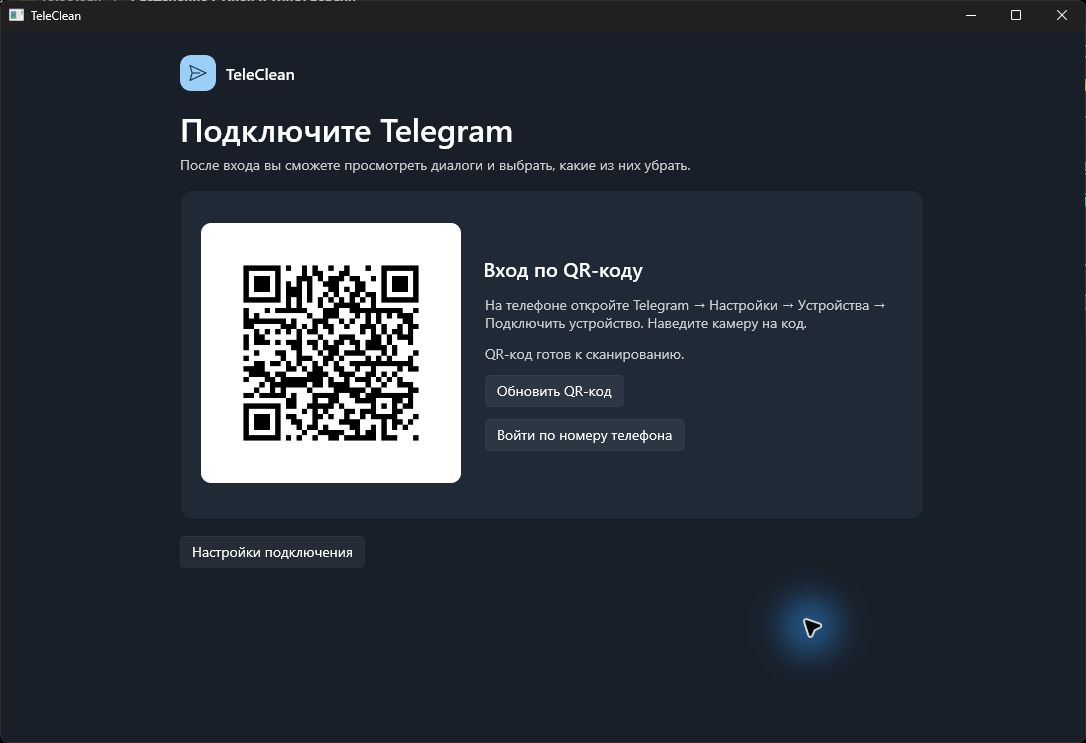 TeleClean
TeleClean
Подключите Telegram
После входа вы сможете просмотреть диалоги и выбрать, какие из них убрать.
Вход по QR-коду
На телефоне откройте Telegram → Настройки → Устройства →
Подключить устройство. Наведите камеру на код.
QR-код готов к сканированию.
Обновить QR-код
Войти по номеру телефона
Настройки подключения